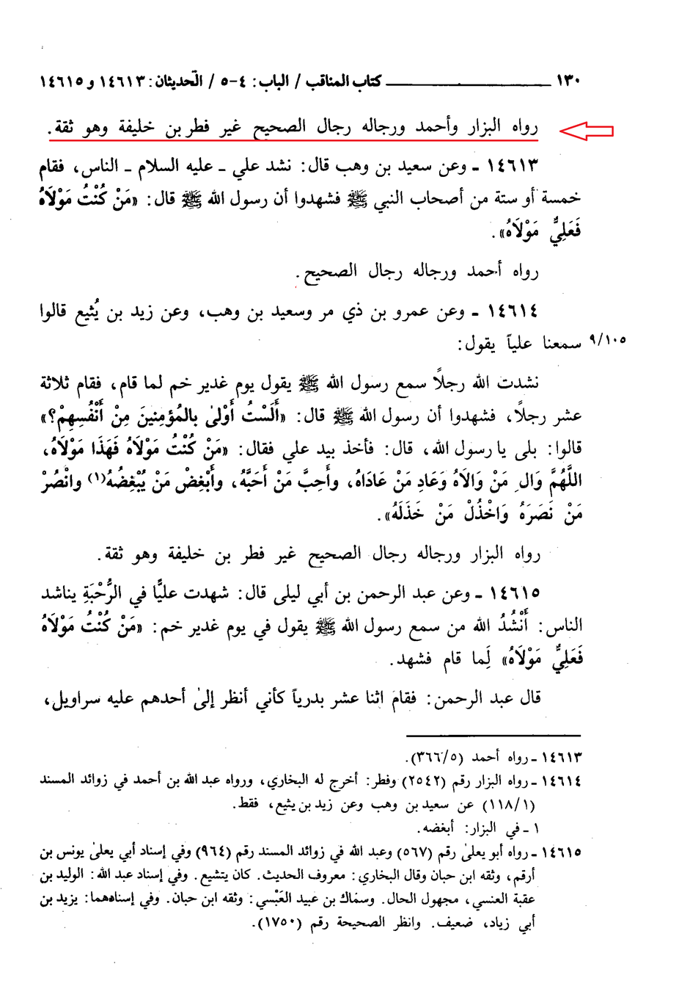 ١٣٠ ـــــــــــــــ كتاب المناقب / الباب: ٤-٥ / الحديثان: ١٤٦١٣ و ١٤٦١٥
رواه البزار وأحمد ورجاله رجال الصحيح غير فطر بن خليفة وهو ثقة.
١٤٦١٣ - وعن سعيد بن وهب قال: نشد علي - عليه السلام - الناس، فقام
خمسة أو ستة من أصحاب النبي ﷺ فشهدوا أن رسول الله ﷺ قال: «مَنْ كُنْتُ مَوْلَاهُ
فَعَلِيٌّ مَوْلَاهُ».
رواه أحمد ورجاله رجال الصحيح.
١٤٦١٤ - وعن عمرو بن ذي مر وسعيد بن وهب، وعن زيد بن يُثيع قالوا
سمعنا علياً يقول: ٩/١٠٥
نشدت الله رجلاً سمع رسول الله ﷺ يقول يوم غدير خم لما قام، فقام ثلاثة
عشر رجلاً، فشهدوا أن رسول الله ﷺ قال: «أَلَسْتُ أَوْلىٰ بالمُؤمِنينَ مِنْ أَنْفُسِهِمْ؟»
قالوا: بلى يا رسول الله، قال: فأخذ بيد علي فقال: «مَنْ كُنْتُ مَوْلَاهُ فَهَذَا مَوْلَاهُ،
اللَّهُمَّ وَالِ مَنْ وَالَاهُ وَعَادِ مَنْ عَادَاهُ، وأَحِبَّ مَنْ أَحَبَّهُ، وأَبْغِضْ مَنْ يُبْغِضُهُ(١) وانْصُرْ
مَنْ نَصَرَهُ وَاخْذُلْ مَنْ خَذَلَهُ».
رواه البزار ورجاله رجال الصحيح غير فطر بن خليفة وهو ثقة.
١٤٦١٥ - وعن عبد الرحمن بن أبي ليلى قال: شهدت عليًّا في الرُّحْبَةِ يناشد
الناس: أَنْشُدُ الله من سمع رسول الله ﷺ يقول في يوم غدير خم: «مَنْ كُنْتُ مَوْلَاهُ
فَعَلِيٌّ مَوْلَاهُ» لَما قام فشهد.
قال عبد الرحمن: فقام اثنا عشر بدرياً كأني أنظر إلىٰ أحدهم عليه سراويل،
١٤٦١٣ - رواه أحمد (٣٦٦/٥).
١٤٦١٤ - رواه البزار رقم (٢٥٤٢) وفطر: أخرج له البخاري، ورواه عبد الله بن أحمد في زوائد المسند
(١١٨/١) عن سعيد بن وهب وعن زيد بن يثيع، فقط.
١ - في البزار: أبغضه.
١٤٦١٥ - رواه أبو يعلىٰ رقم (٥٦٧) وعبد الله في زوائد المسند رقم (٩٦٤) وفي إسناد أبي يعلىٰ يونس بن
أرقم، وثقه ابن حبان وقال البخاري: معروف الحديث. كان يتشيع. وفي إسناد عبد الله: الوليد بن
عقبة العنسي، مجهول الحال. وسماك بن عبيد العَبْسي: وثقه ابن حبان. وفي إسنادهما: يزيد بن
أبي زياد، ضعيف. وانظر الصحيحة رقم (١٧٥٠).